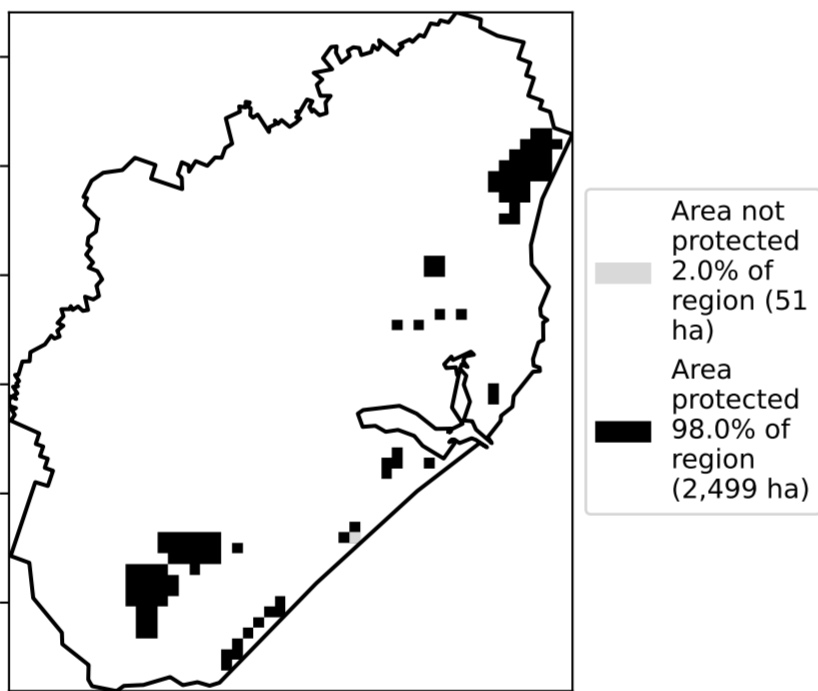 Area not
protected
2.0% of
region (51
ha)
Area
protected
98.0% of
region
(2,499 ha)